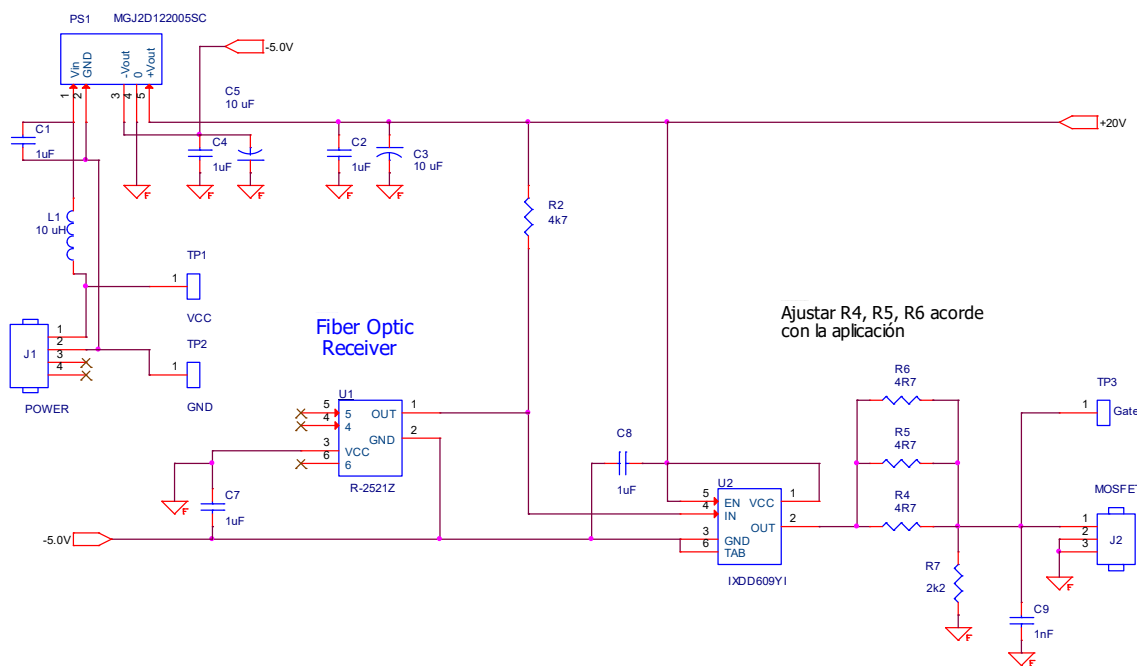 PS1
MGJ2D122005SC
Vin
GND
-Vout
0
+Vout
1
2
3
4
5
-5.0V
C5
10 uF
C1
1uF
C4
1uF
C2
1uF
C3
10 uF
+20V
F
F
F
F
F
R2
4k7
L1
10 uH
TP1
1
VCC
TP2
1
GND
J1
1
2
3
4
POWER
Fiber Optic
Receiver
U1
5
4
3
6
5
4
VCC
6
OUT
GND
1
2
R-2521Z
F
C7
1uF
-5.0V
C8
1uF
Ajustar R4, R5, R6 acorde
con la aplicación
R6
4R7
R5
4R7
R4
4R7
U2
5
4
3
6
EN
IN
GND
TAB
VCC
OUT
1
2
IXDD609YI
R7
2k2
F
C9
1nF
F
TP3
1
Gate
MOSFET
1
2
3
J2
F